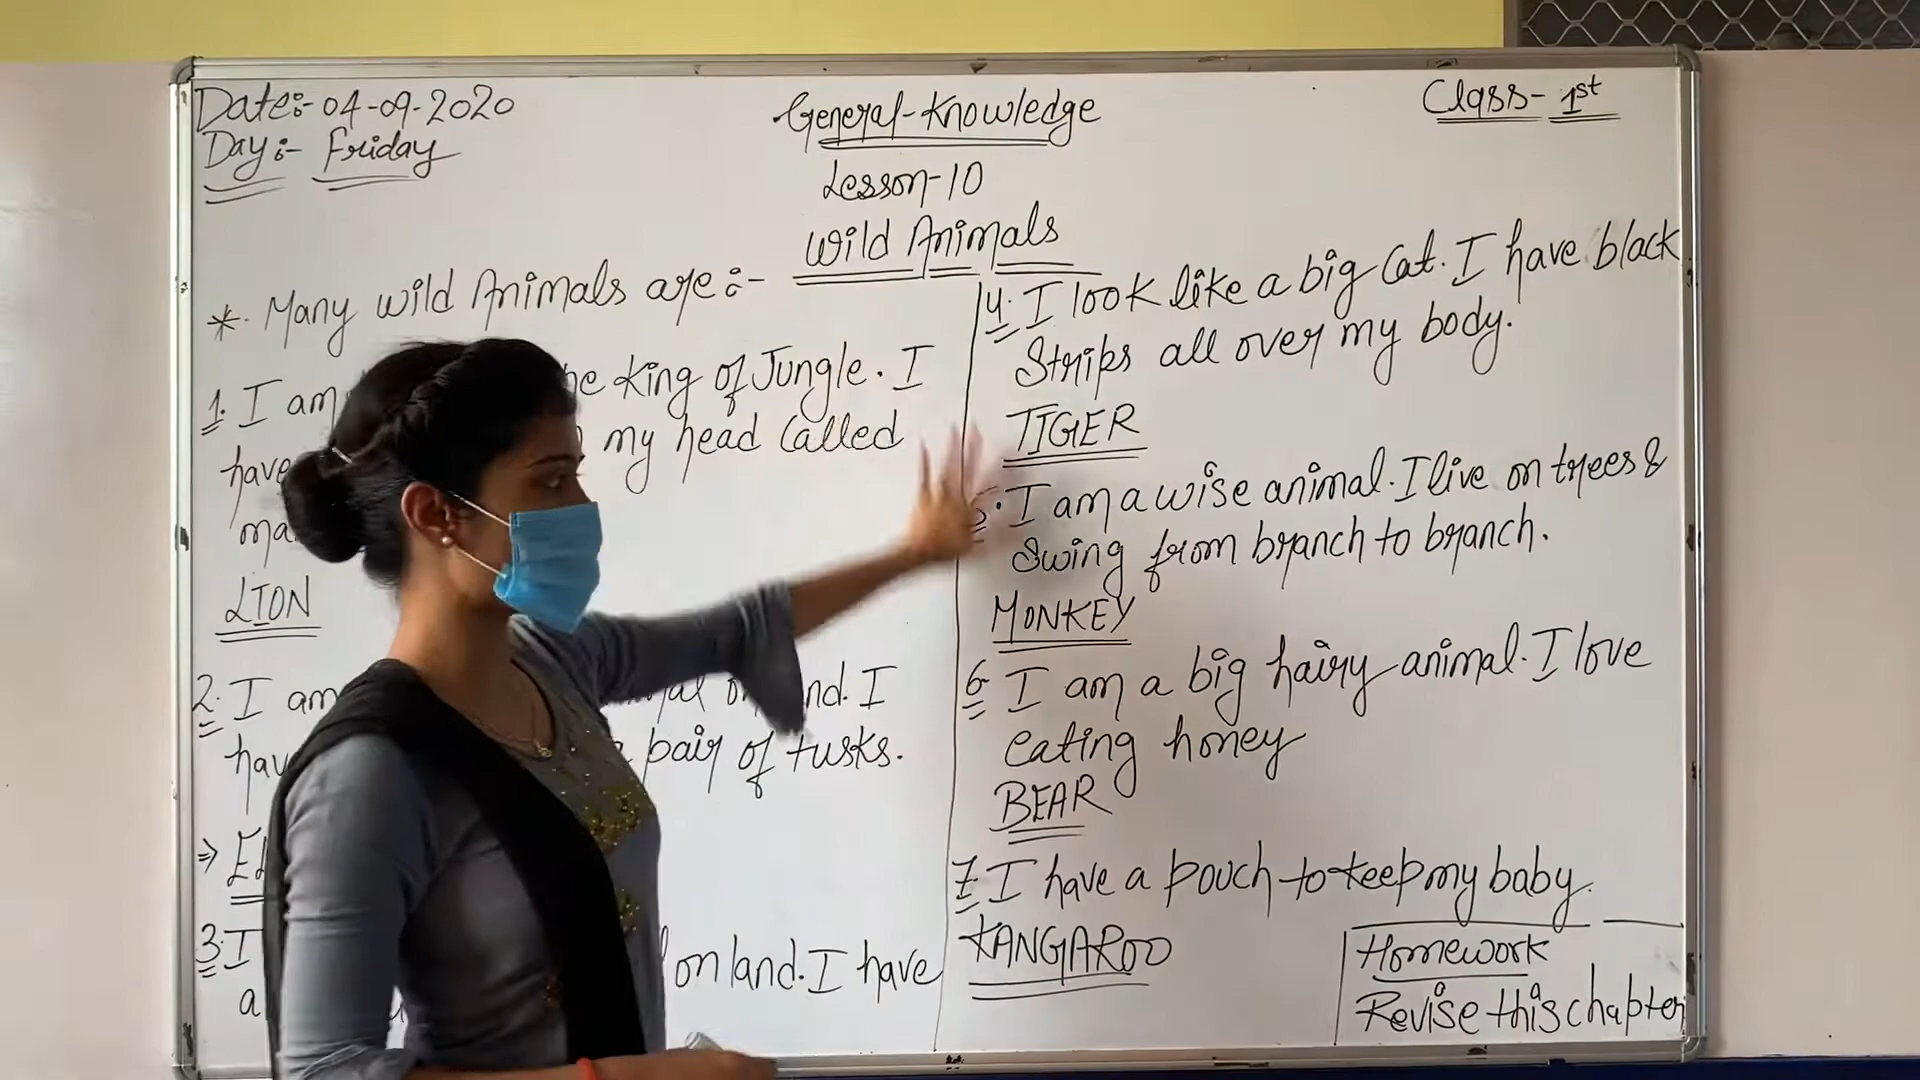 Date:- 04-09-2020
Day:- Friday
General-Knowledge
Class- 1st
Lesson-10
Wild Animals
*. Many wild Animals are:-
1. I am King of Jungle. I
have my head Called
LION
2. I am I
have pair of tusks.
⇒
3. I on land. I have
a
4. I look like a big Cat. I have black
Strips all over my body.
TIGER
I am a wise animal. I live on trees &
Swing from branch to branch.
MONKEY
6. I am a big hairy animal. I love
eating honey
BEAR
7. I have a pouch to keep my baby.
KANGAROO
Homework
Revise this chapter